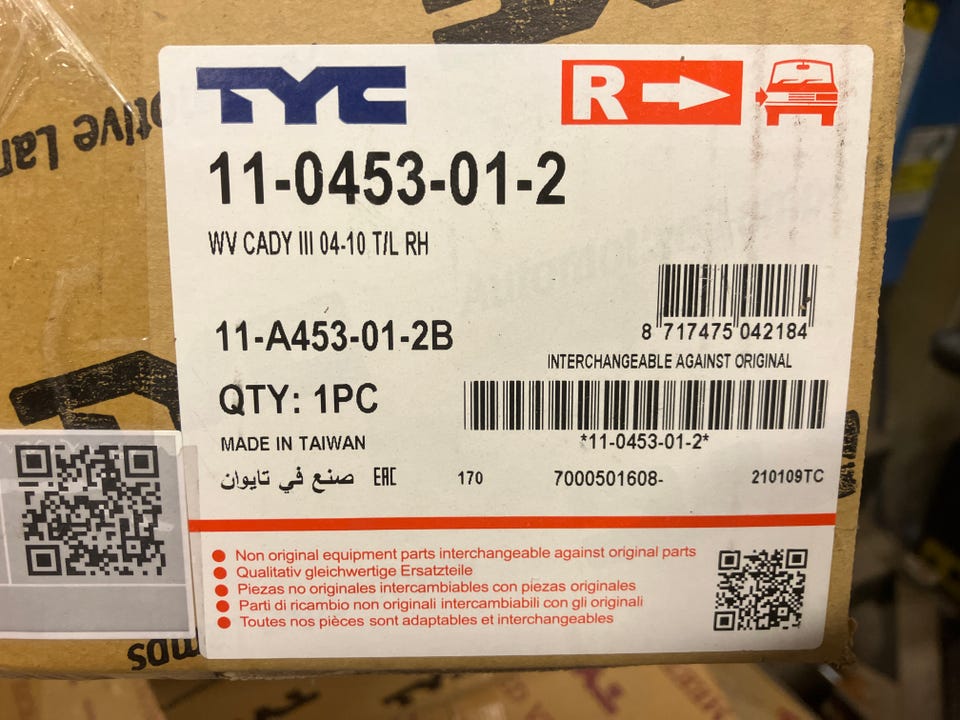 TYC
R
11-0453-01-2
WV CADY III 04-10 T/L RH
8 717475 042184
11-A453-01-2B
INTERCHANGEABLE AGAINST ORIGINAL
QTY: 1PC
*11-0453-01-2*
MADE IN TAIWAN
صنع في تايوان EAC 170 7000501608- 210109TC
Non original equipment parts interchangeable against original parts
Qualitativ gleichwertige Ersatzteile
Piezas no originales intercambiables con piezas originales
Parti di ricambio non originali intercambiabili con gli originali
Toutes nos pièces sont adaptables et interchangeables